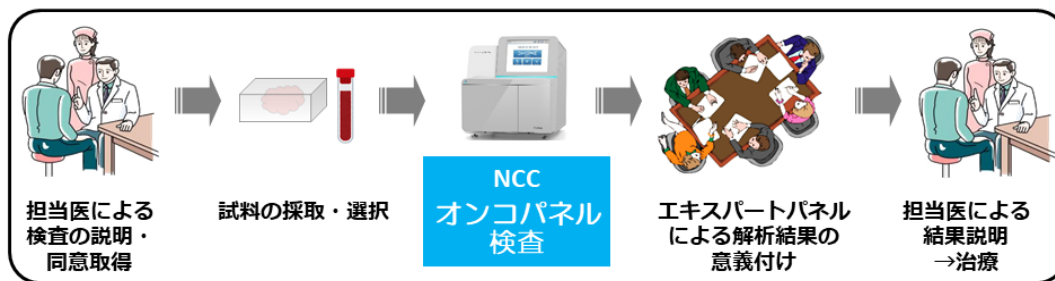 担当医による
検査の説明・
同意取得
試料の採取・選択
NCC
オンコパネル
検査
エキスパートパネル
による解析結果の
意義付け
担当医による
結果説明
→治療